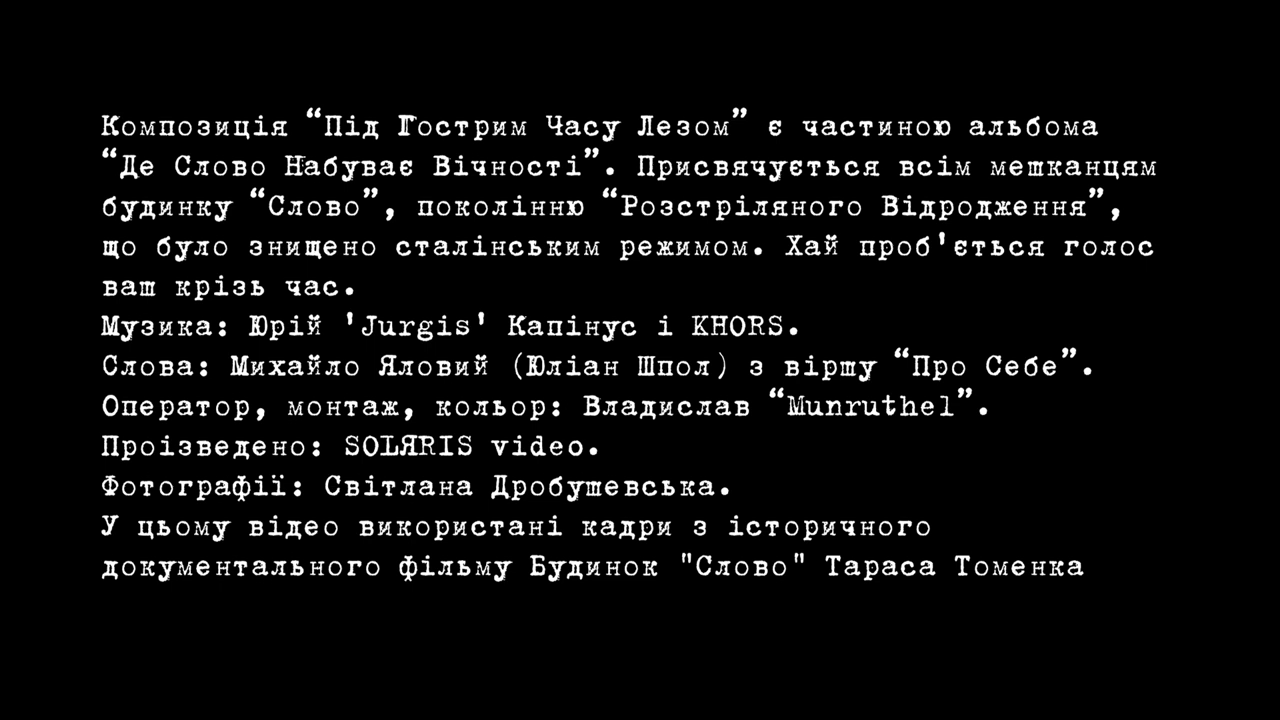 Композиція “Під Гострим Часу Лезом” є частиною альбома
“Де Слово Набуває Вічності”. Присвячується всім мешканцям
будинку “Слово”, поколінню “Розстріляного Відродження”,
що було знищено сталінським режимом. Хай проб'ється голос
ваш крізь час.
Музика: Юрій 'Jurgis' Капінус і KHORS.
Слова: Михайло Яловий (Юліан Шпол) з віршу “Про Себе”.
Оператор, монтаж, кольор: Владислав “Munruthel”.
Проізведено: SOLЯRIS video.
Фотографії: Світлана Дробушевська.
У цьому відео використані кадри з історичного
документального фільму Будинок "Слово" Тараса Томенка